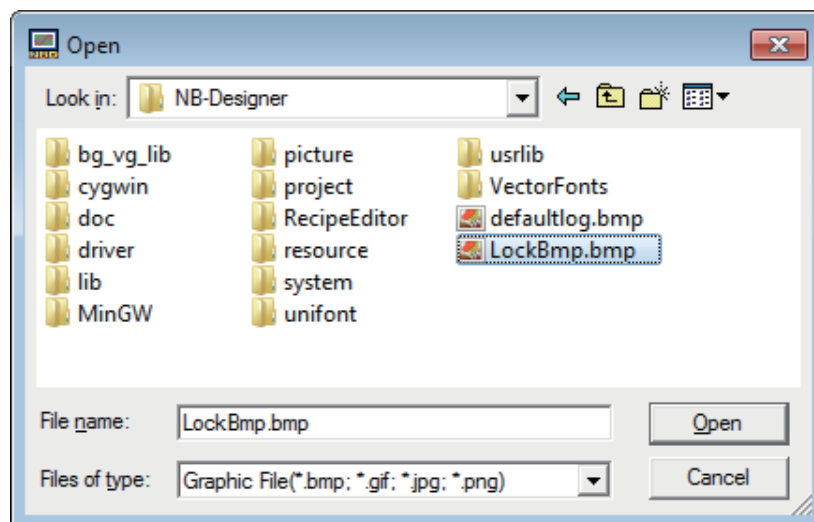 Open
Look in: NB-Designer
bg_vg_lib picture usrlib
cygwin project VectorFonts
doc RecipeEditor defaultlog.bmp
driver resource LockBmp.bmp
lib system
MinGW unifont
File name: LockBmp.bmp Open
Files of type: Graphic File(*.bmp; *.gif; *.jpg; *.png) Cancel